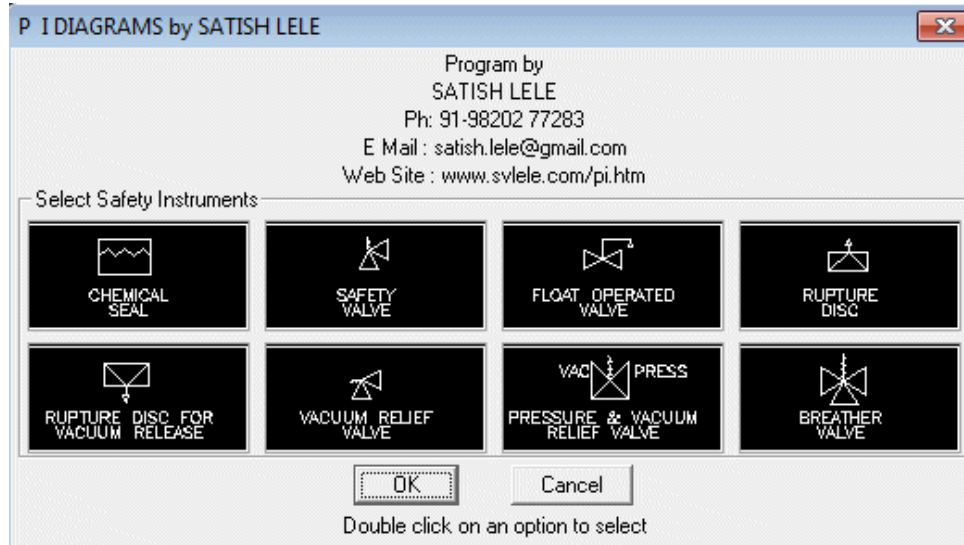 P I DIAGRAMS by SATISH LELE
Program by
SATISH LELE
Ph: 91-98202 77283
E Mail : satish.lele@gmail.com
Web Site : www.svlele.com/pi.htm
Select Safety Instruments
CHEMICAL
SEAL
SAFETY
VALVE
FLOAT OPERATED
VALVE
RUPTURE
DISC
RUPTURE DISC FOR
VACUUM RELEASE
VACUUM RELIEF
VALVE
VAC PRESS
PRESSURE & VACUUM
RELIEF VALVE
BREATHER
VALVE
OK Cancel
Double click on an option to select